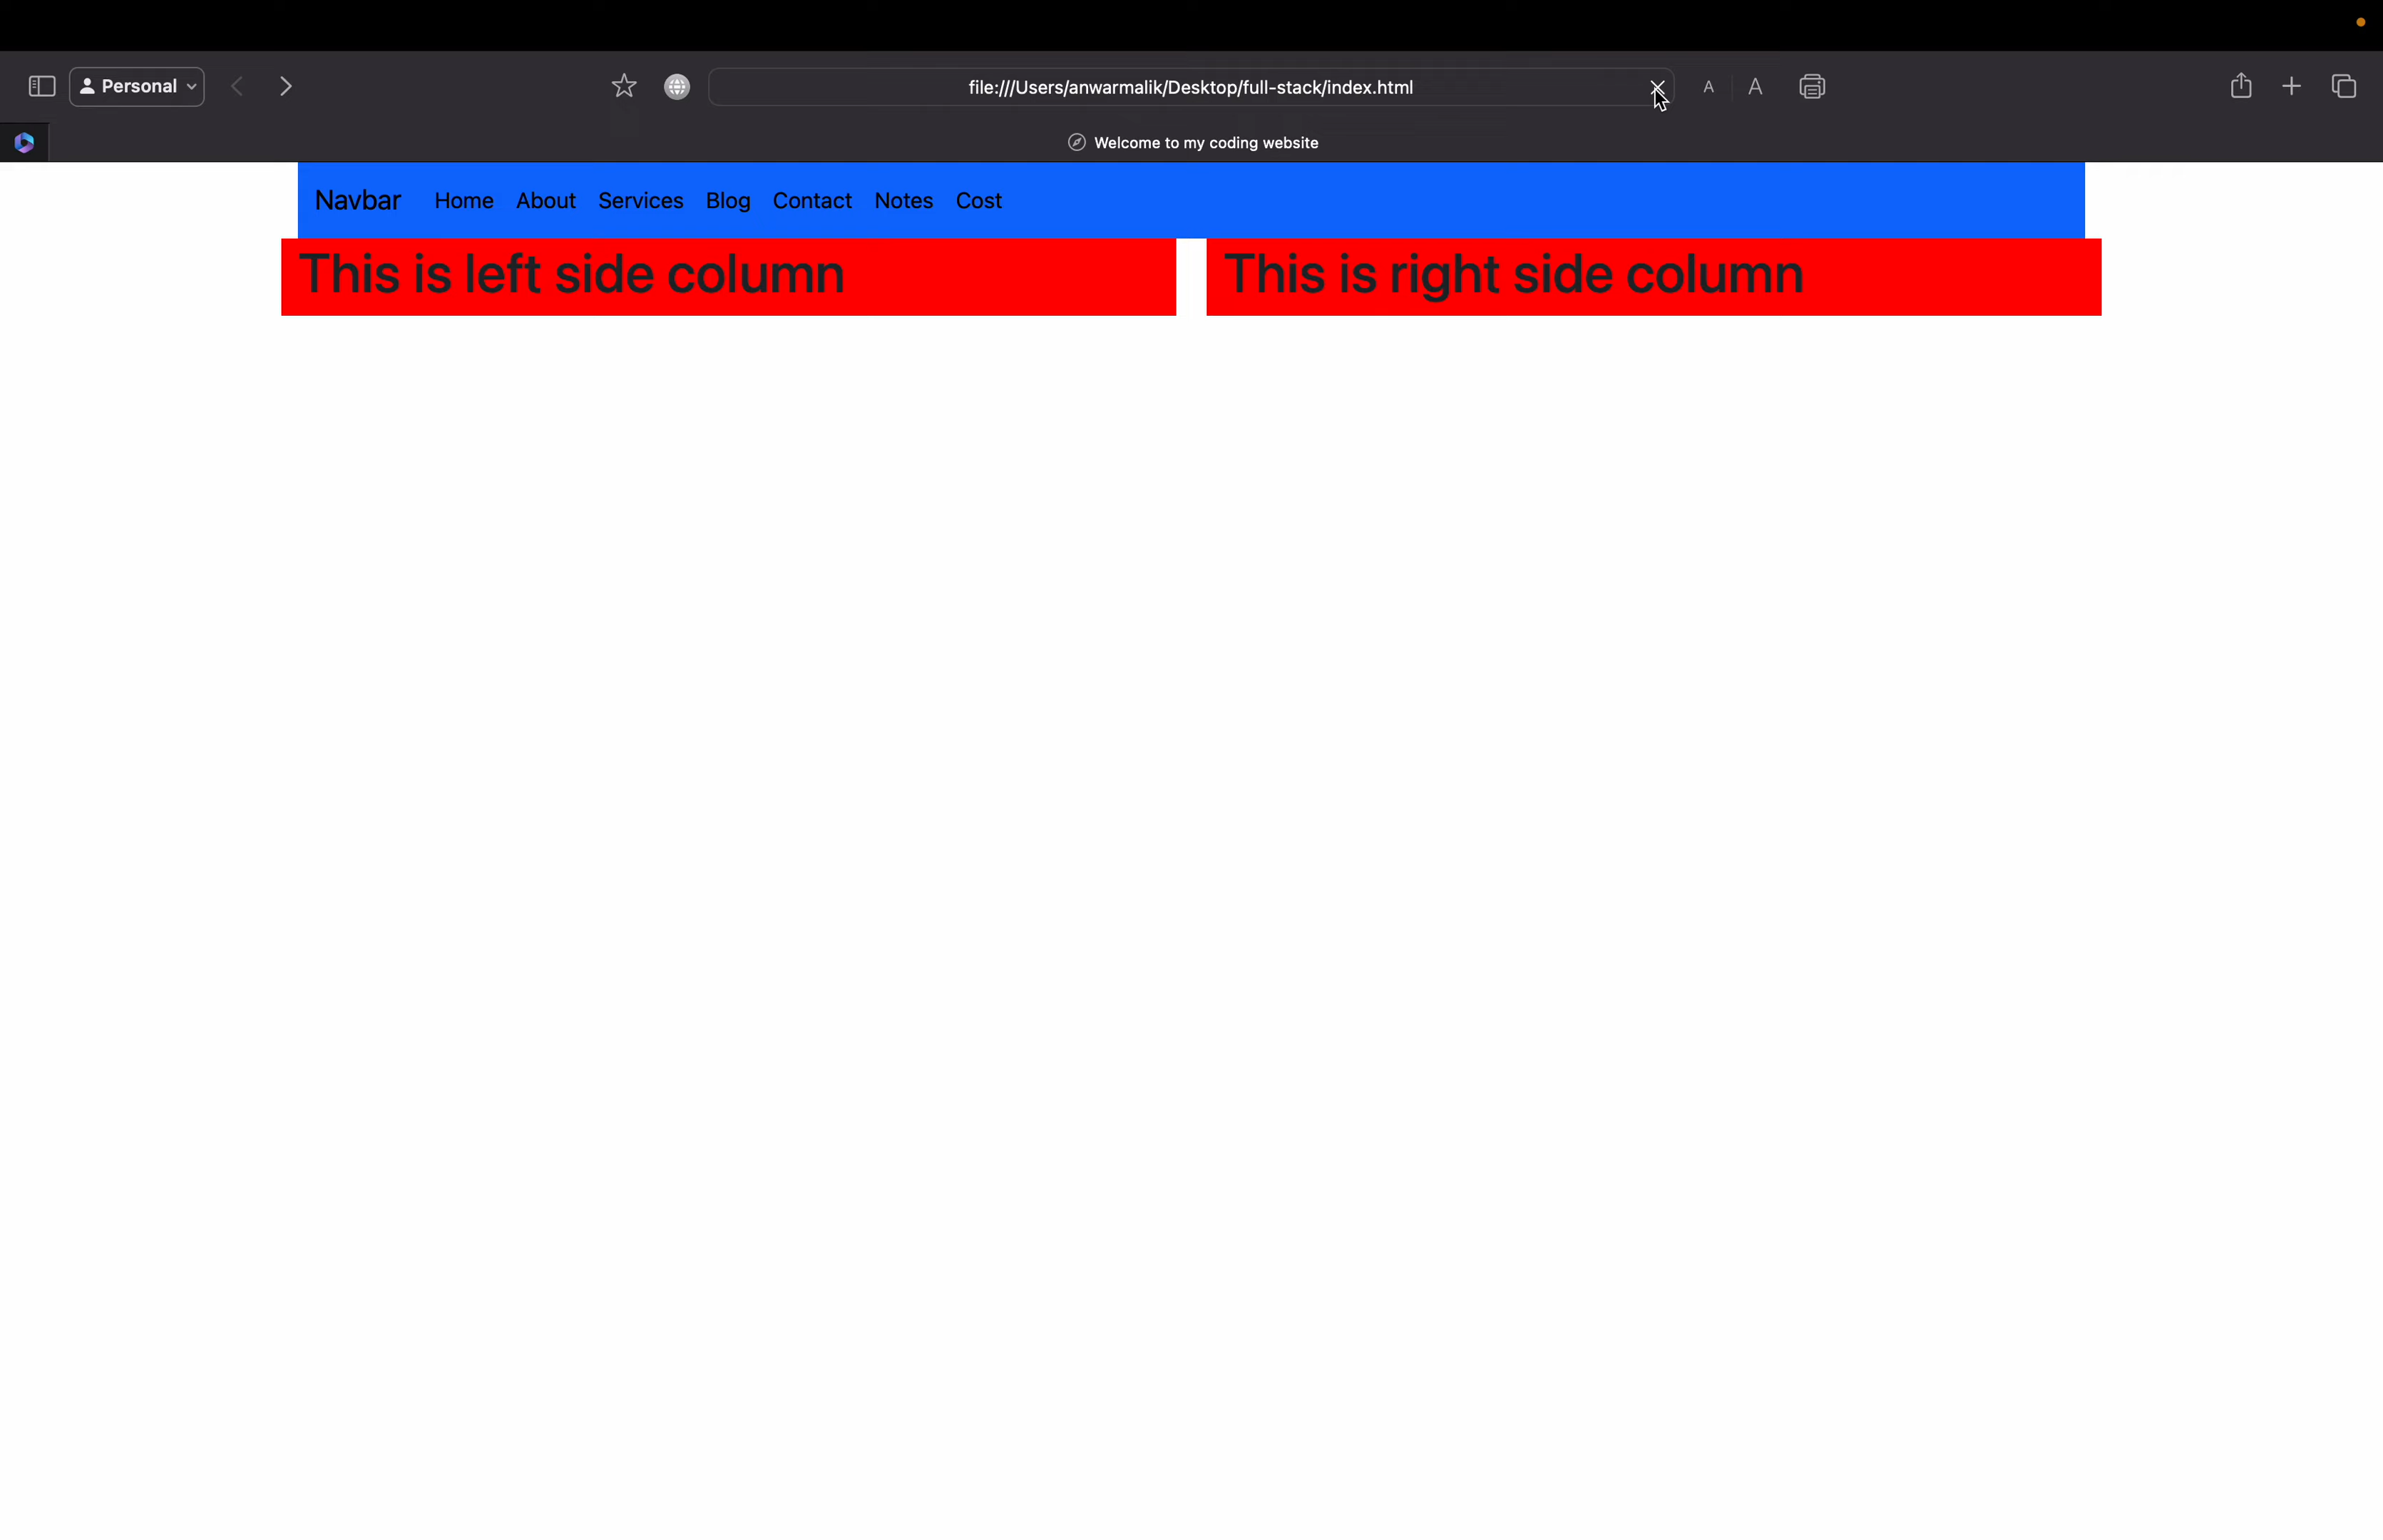 Personal
file:///Users/anwarmalik/Desktop/full-stack/index.html
A A
Welcome to my coding website
Navbar Home About Services Blog Contact Notes Cost
This is left side column
This is right side column